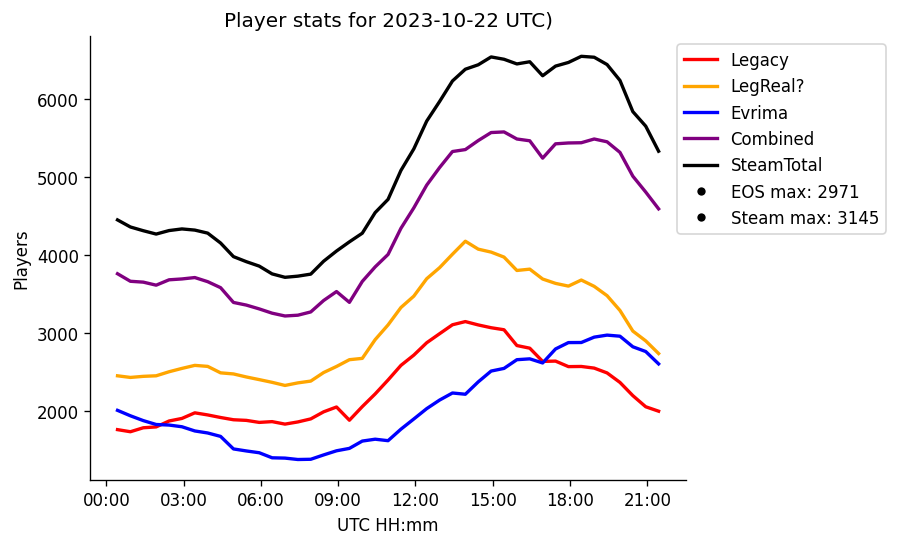 Player stats for 2023-10-22 UTC)
Legacy
LegReal?
Evrima
Combined
SteamTotal
EOS max: 2971
Steam max: 3145
Players
6000
5000
4000
3000
2000
00:00 03:00 06:00 09:00 12:00 15:00 18:00 21:00
UTC HH:mm